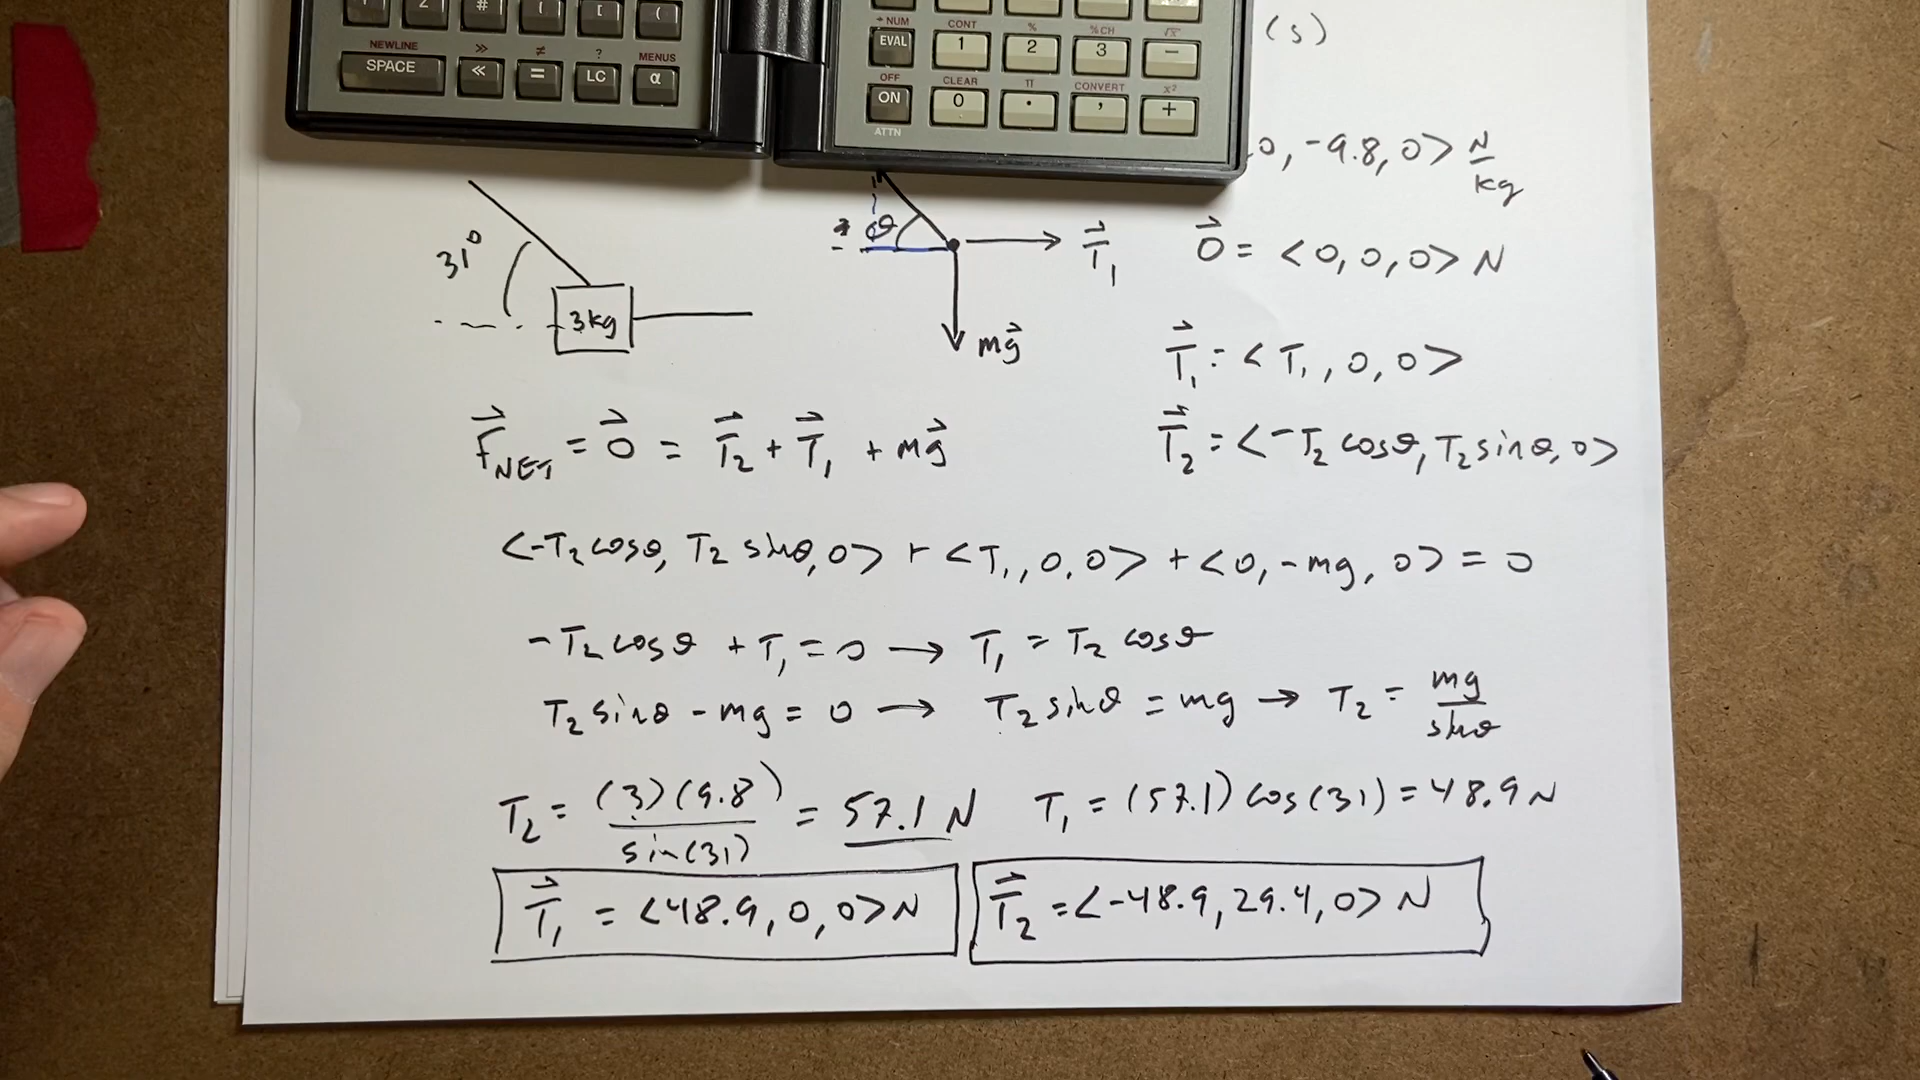 NEWLINE >> ≠ ? MENUS
SPACE << = LC α
→NUM CONT % %CH √x
EVAL 1 2 3 −
OFF CLEAR π CONVERT x²
ON 0 . , +
ATTN
(s)
0, -9.8, 0> N/kg
31°
3kg
θ
T⃗₁
mg⃗
0⃗ = <0, 0, 0> N
T⃗₁ = <T₁, 0, 0>
T⃗₂ = <-T₂ cosθ, T₂ sinθ, 0>
F⃗NET = 0⃗ = T⃗₂ + T⃗₁ + mg⃗
<-T₂ cosθ, T₂ sinθ, 0> + <T₁, 0, 0> + <0, -mg, 0> = 0
-T₂ cosθ + T₁ = 0 → T₁ = T₂ cosθ
T₂ sinθ - mg = 0 → T₂ sinθ = mg → T₂ = mg/sinθ
T₂ = (3)(9.8)/sin(31) = 57.1 N T₁ = (57.1) cos(31) = 48.9 N
T⃗₁ = <48.9, 0, 0> N T⃗₂ = <-48.9, 29.4, 0> N